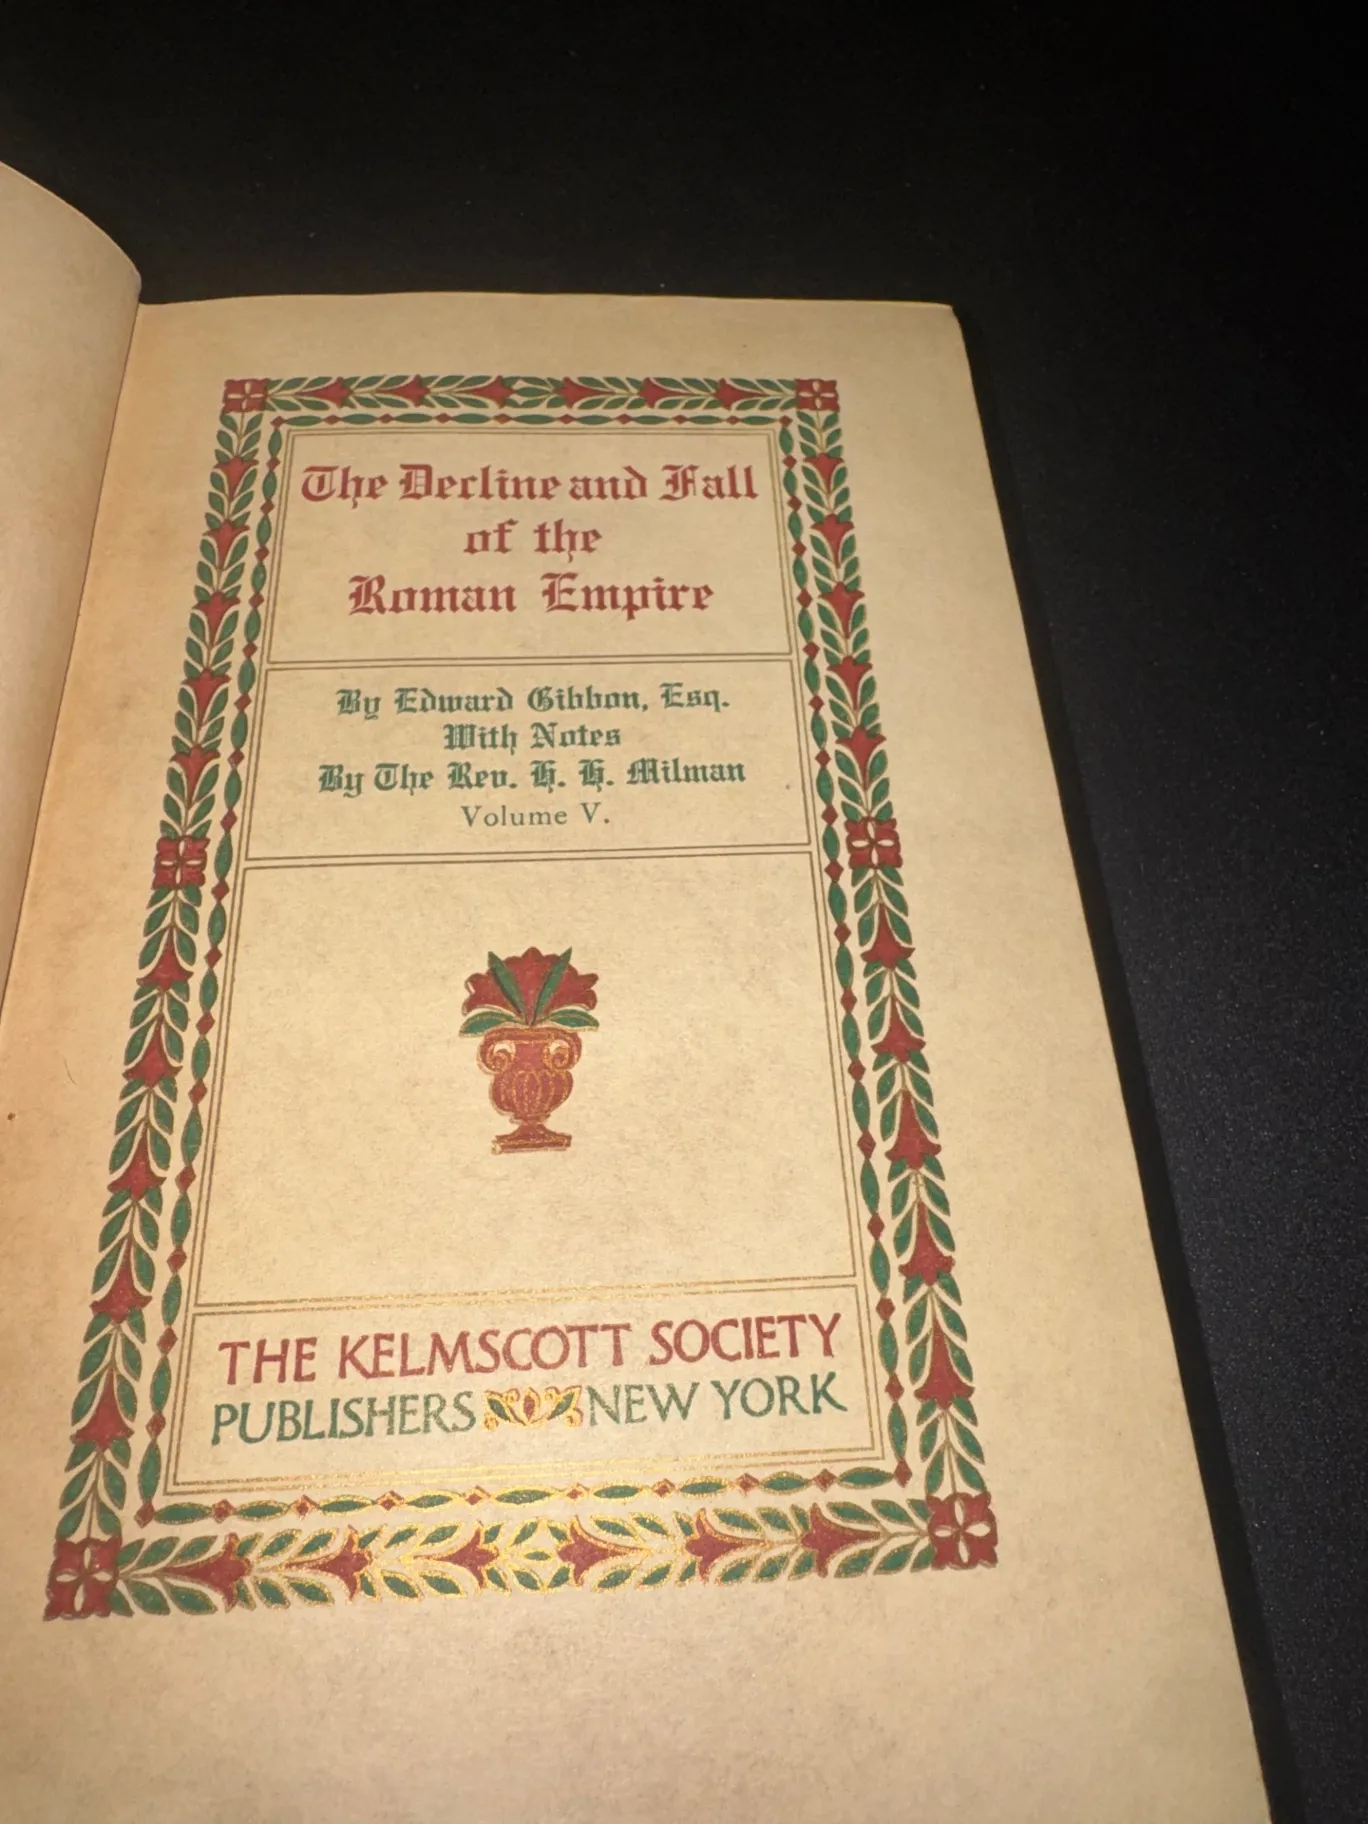 The Decline and Fall
of the
Roman Empire
By Edward Gibbon, Esq.
With Notes
By The Rev. H. H. Milman
Volume V.
THE KELMSCOTT SOCIETY
PUBLISHERS NEW YORK